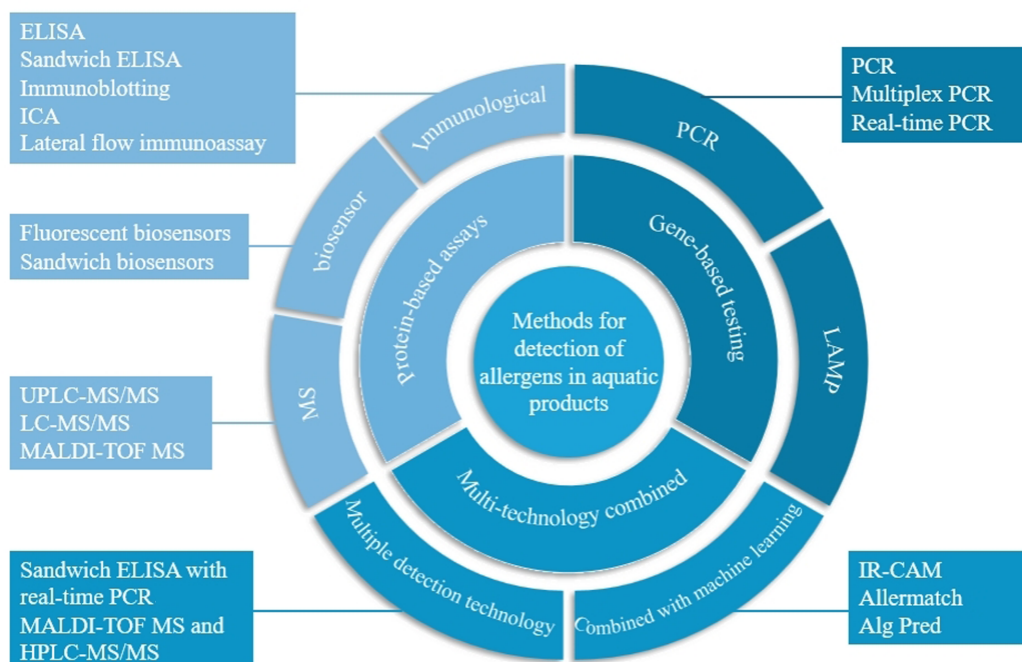 ELISA
Sandwich ELISA
Immunoblotting
ICA
Lateral flow immunoassay
Fluorescent biosensors
Sandwich biosensors
UPLC-MS/MS
LC-MS/MS
MALDI-TOF MS
Sandwich ELISA with
real-time PCR
MALDI-TOF MS and
HPLC-MS/MS
Immunological
biosensor
MS
Protein-based assays
Methods for
detection of
allergens in aquatic
products
Gene-based testing
PCR
LAMP
Multi-technology combined
Multiple detection technology
Combined with machine learning
PCR
Multiplex PCR
Real-time PCR
IR-CAM
Allermatch
Alg Pred